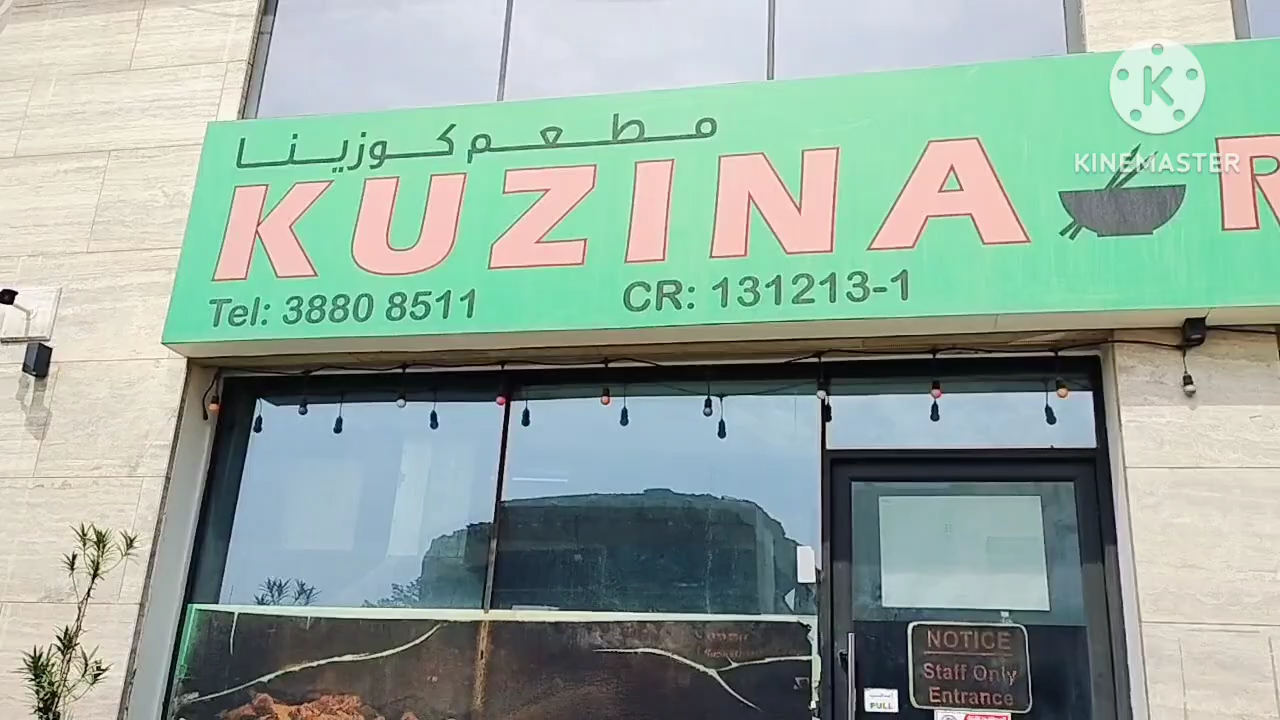 K
KINEMASTER
مطعم كوزينا
KUZINA R
Tel: 3880 8511 CR: 131213-1
NOTICE
Staff Only
Entrance
PULL